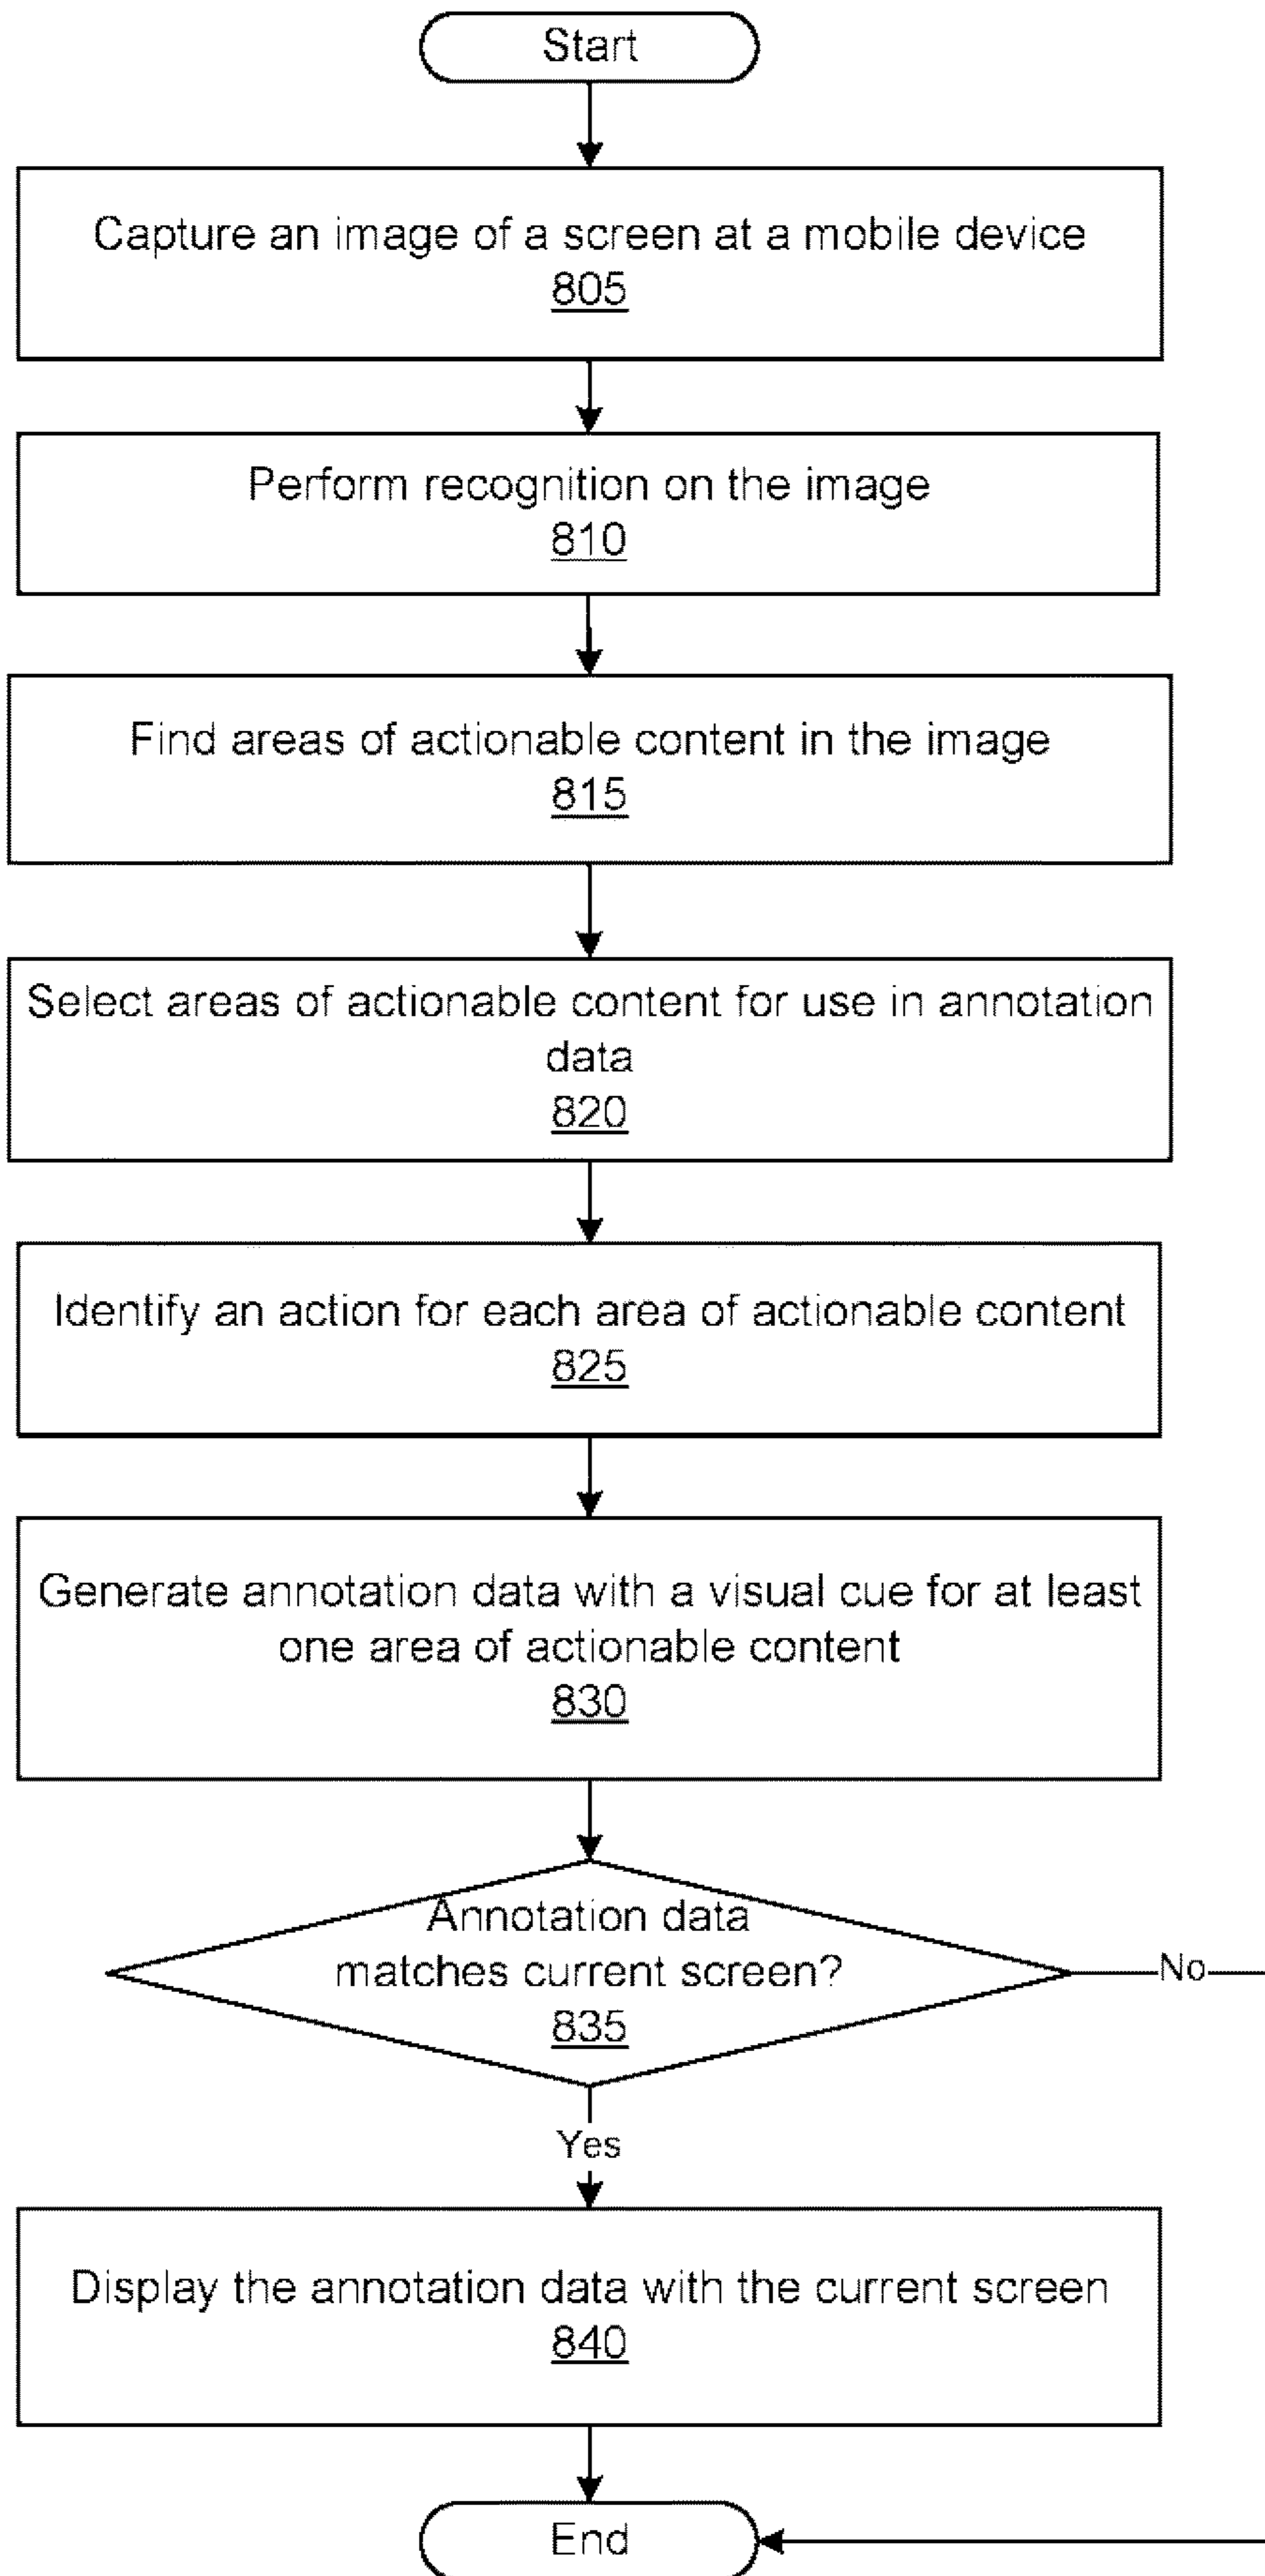 Start
Capture an image of a screen at a mobile device
805
Perform recognition on the image
810
Find areas of actionable content in the image
815
Select areas of actionable content for use in annotation
data
820
Identify an action for each area of actionable content
825
Generate annotation data with a visual cue for at least
one area of actionable content
830
Annotation data
matches current screen?
835
No
Yes
Display the annotation data with the current screen
840
End